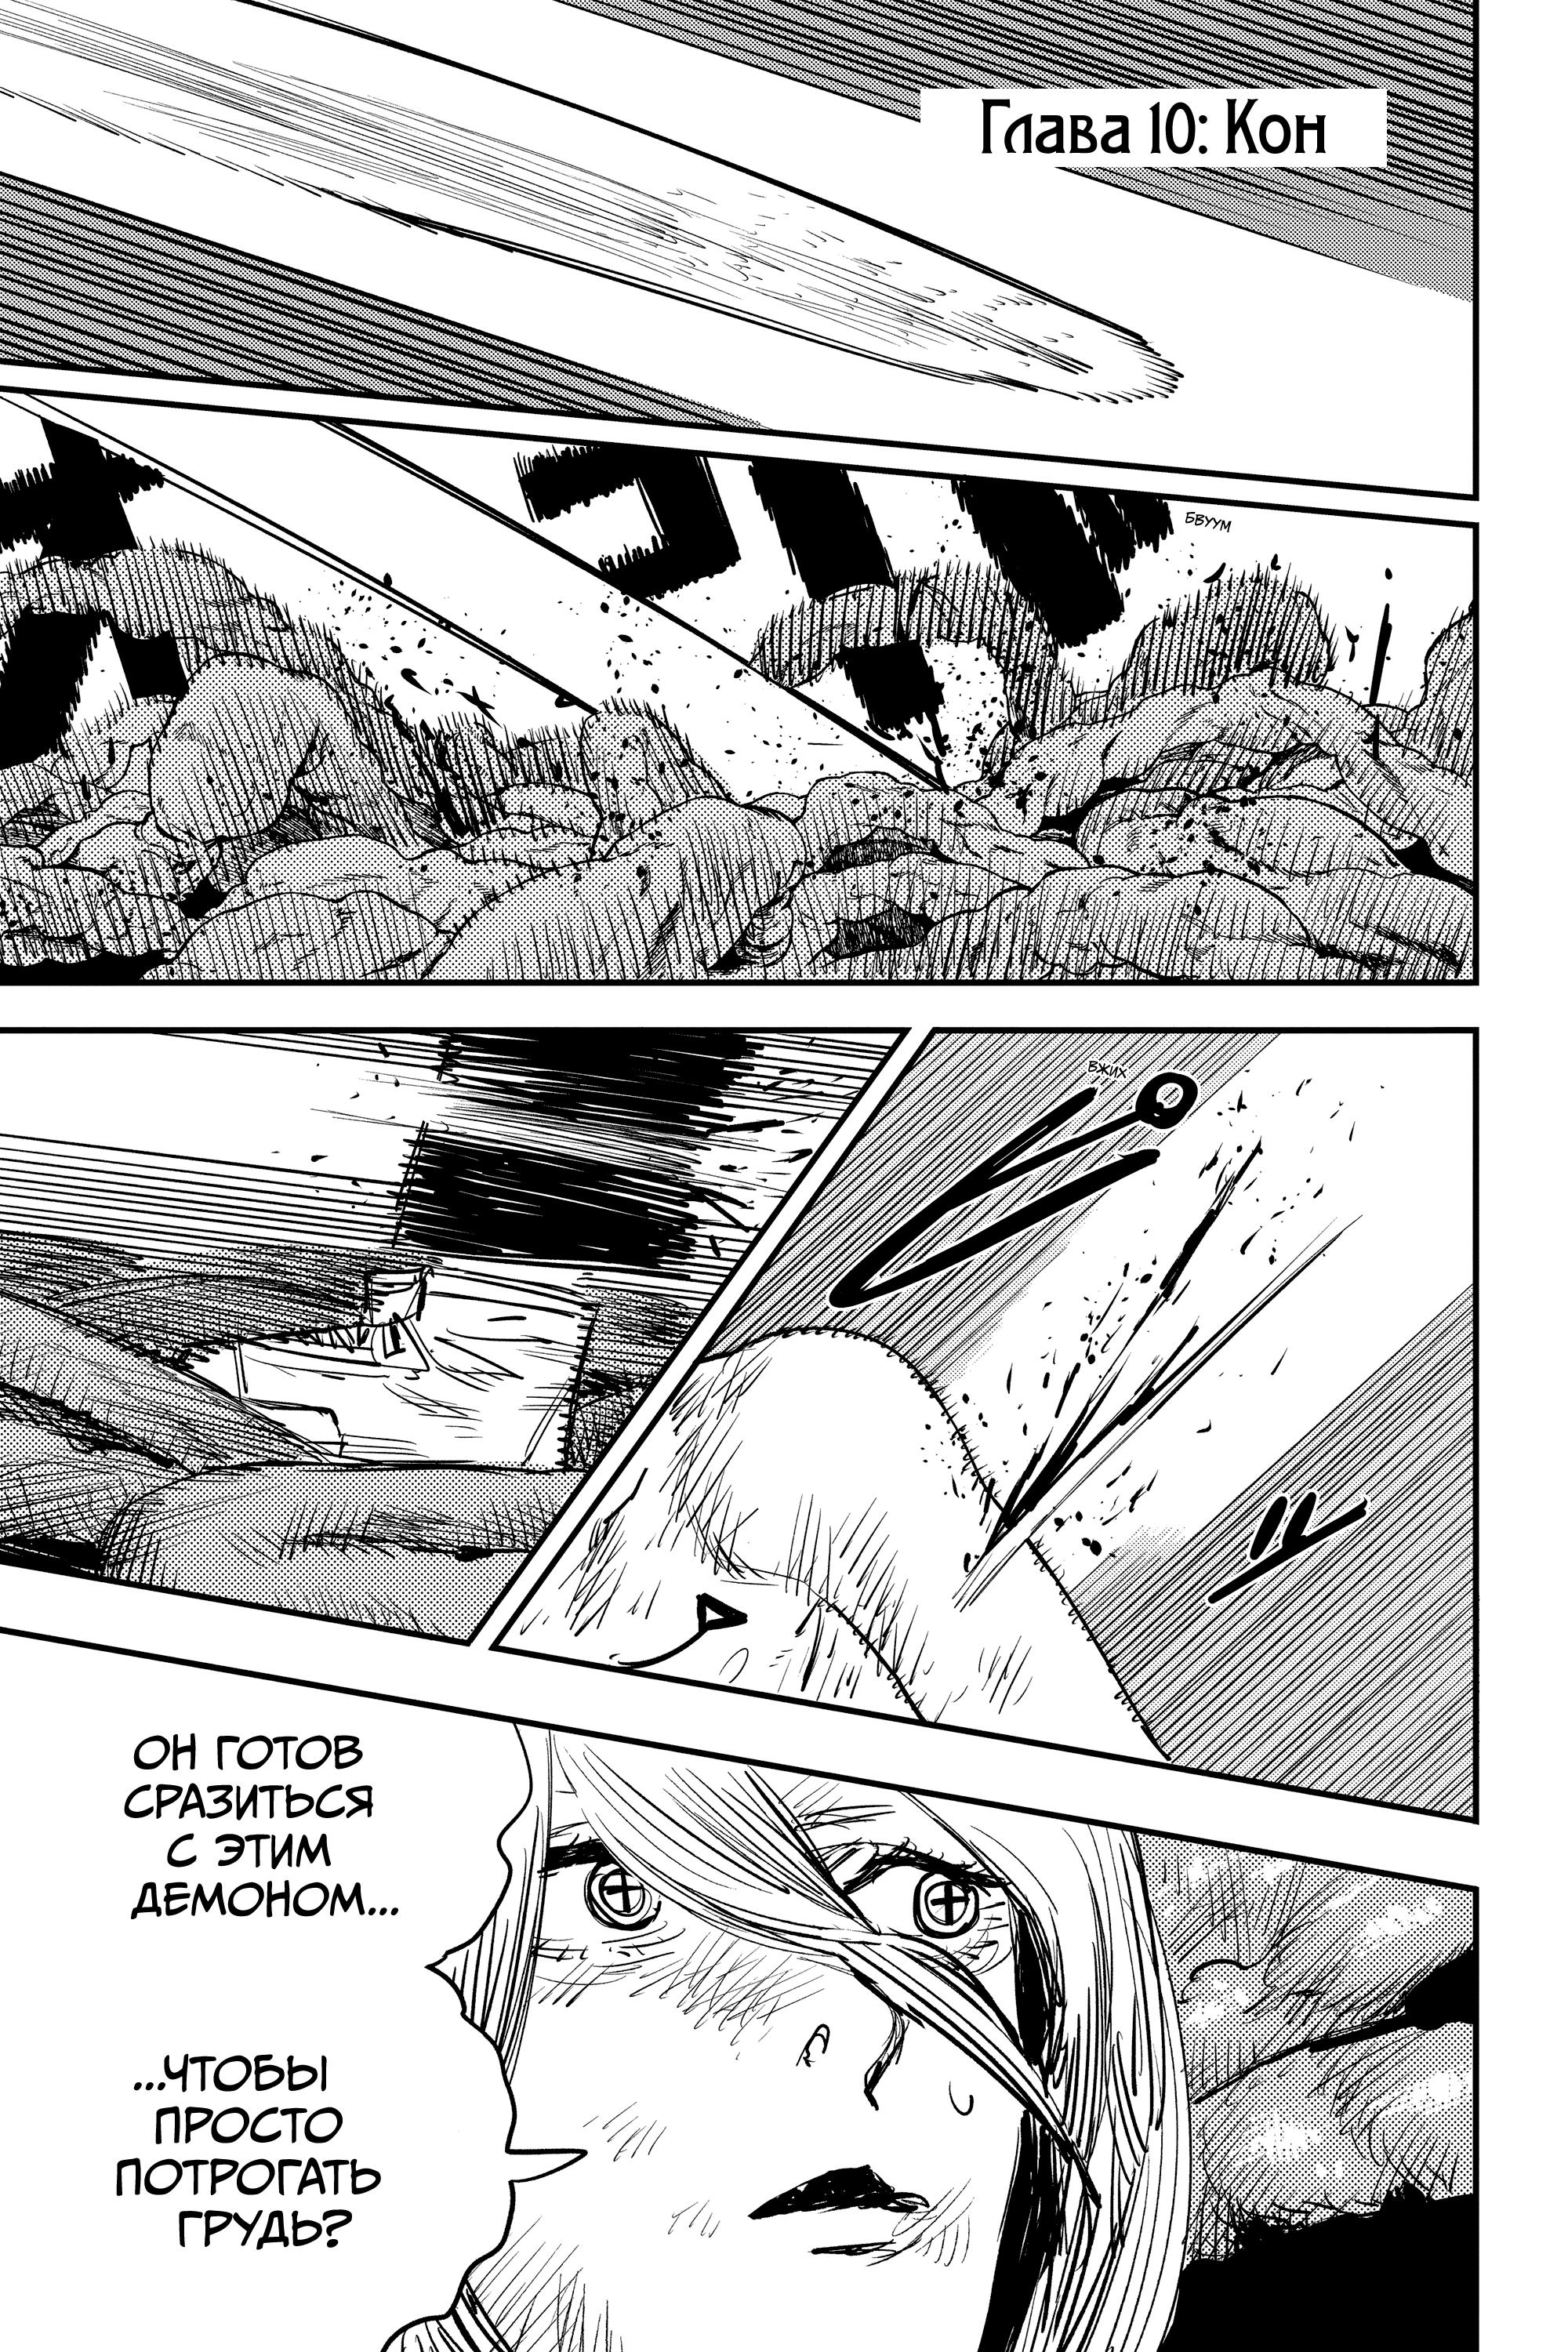 Глава 10: Кон
БВУУМ
ВЖИХ
ОН ГОТОВ
СРАЗИТЬСЯ
С ЭТИМ
ДЕМОНОМ...
...ЧТОБЫ
ПРОСТО
ПОТРОГАТЬ
ГРУДЬ?